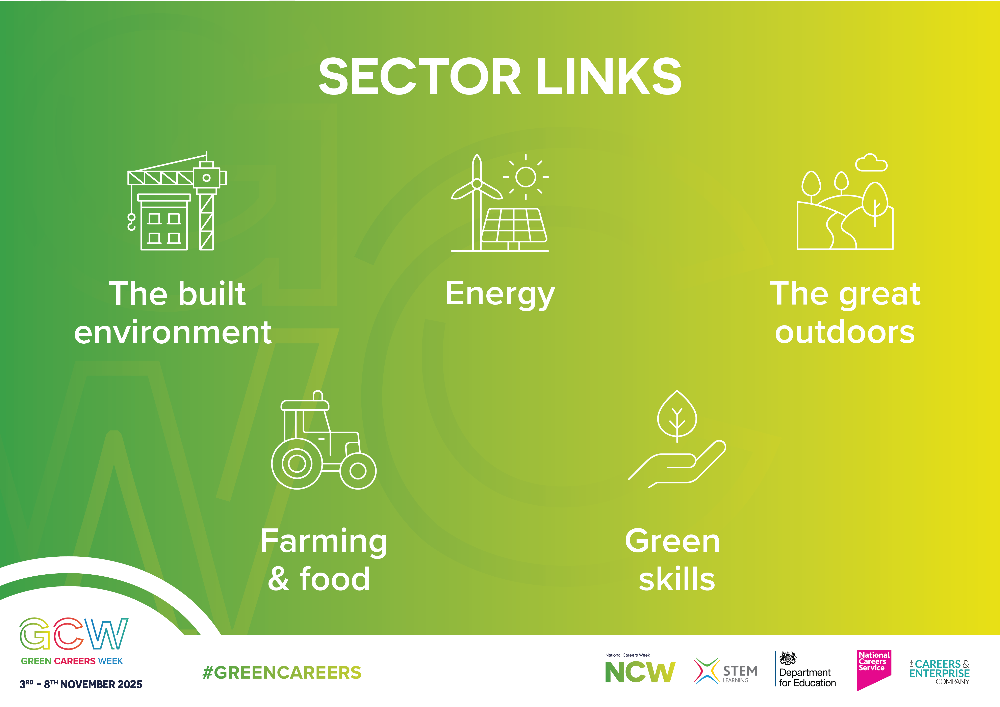 SECTOR LINKS
The built
environment
Energy
The great
outdoors
Farming
& food
Green
skills
GCW
GREEN CAREERS WEEK
3RD – 8TH NOVEMBER 2025
#GREENCAREERS
National Careers Week
NCW
STEM
LEARNING
Department
for Education
National
Careers
Service
THE
CAREERS &
ENTERPRISE
COMPANY